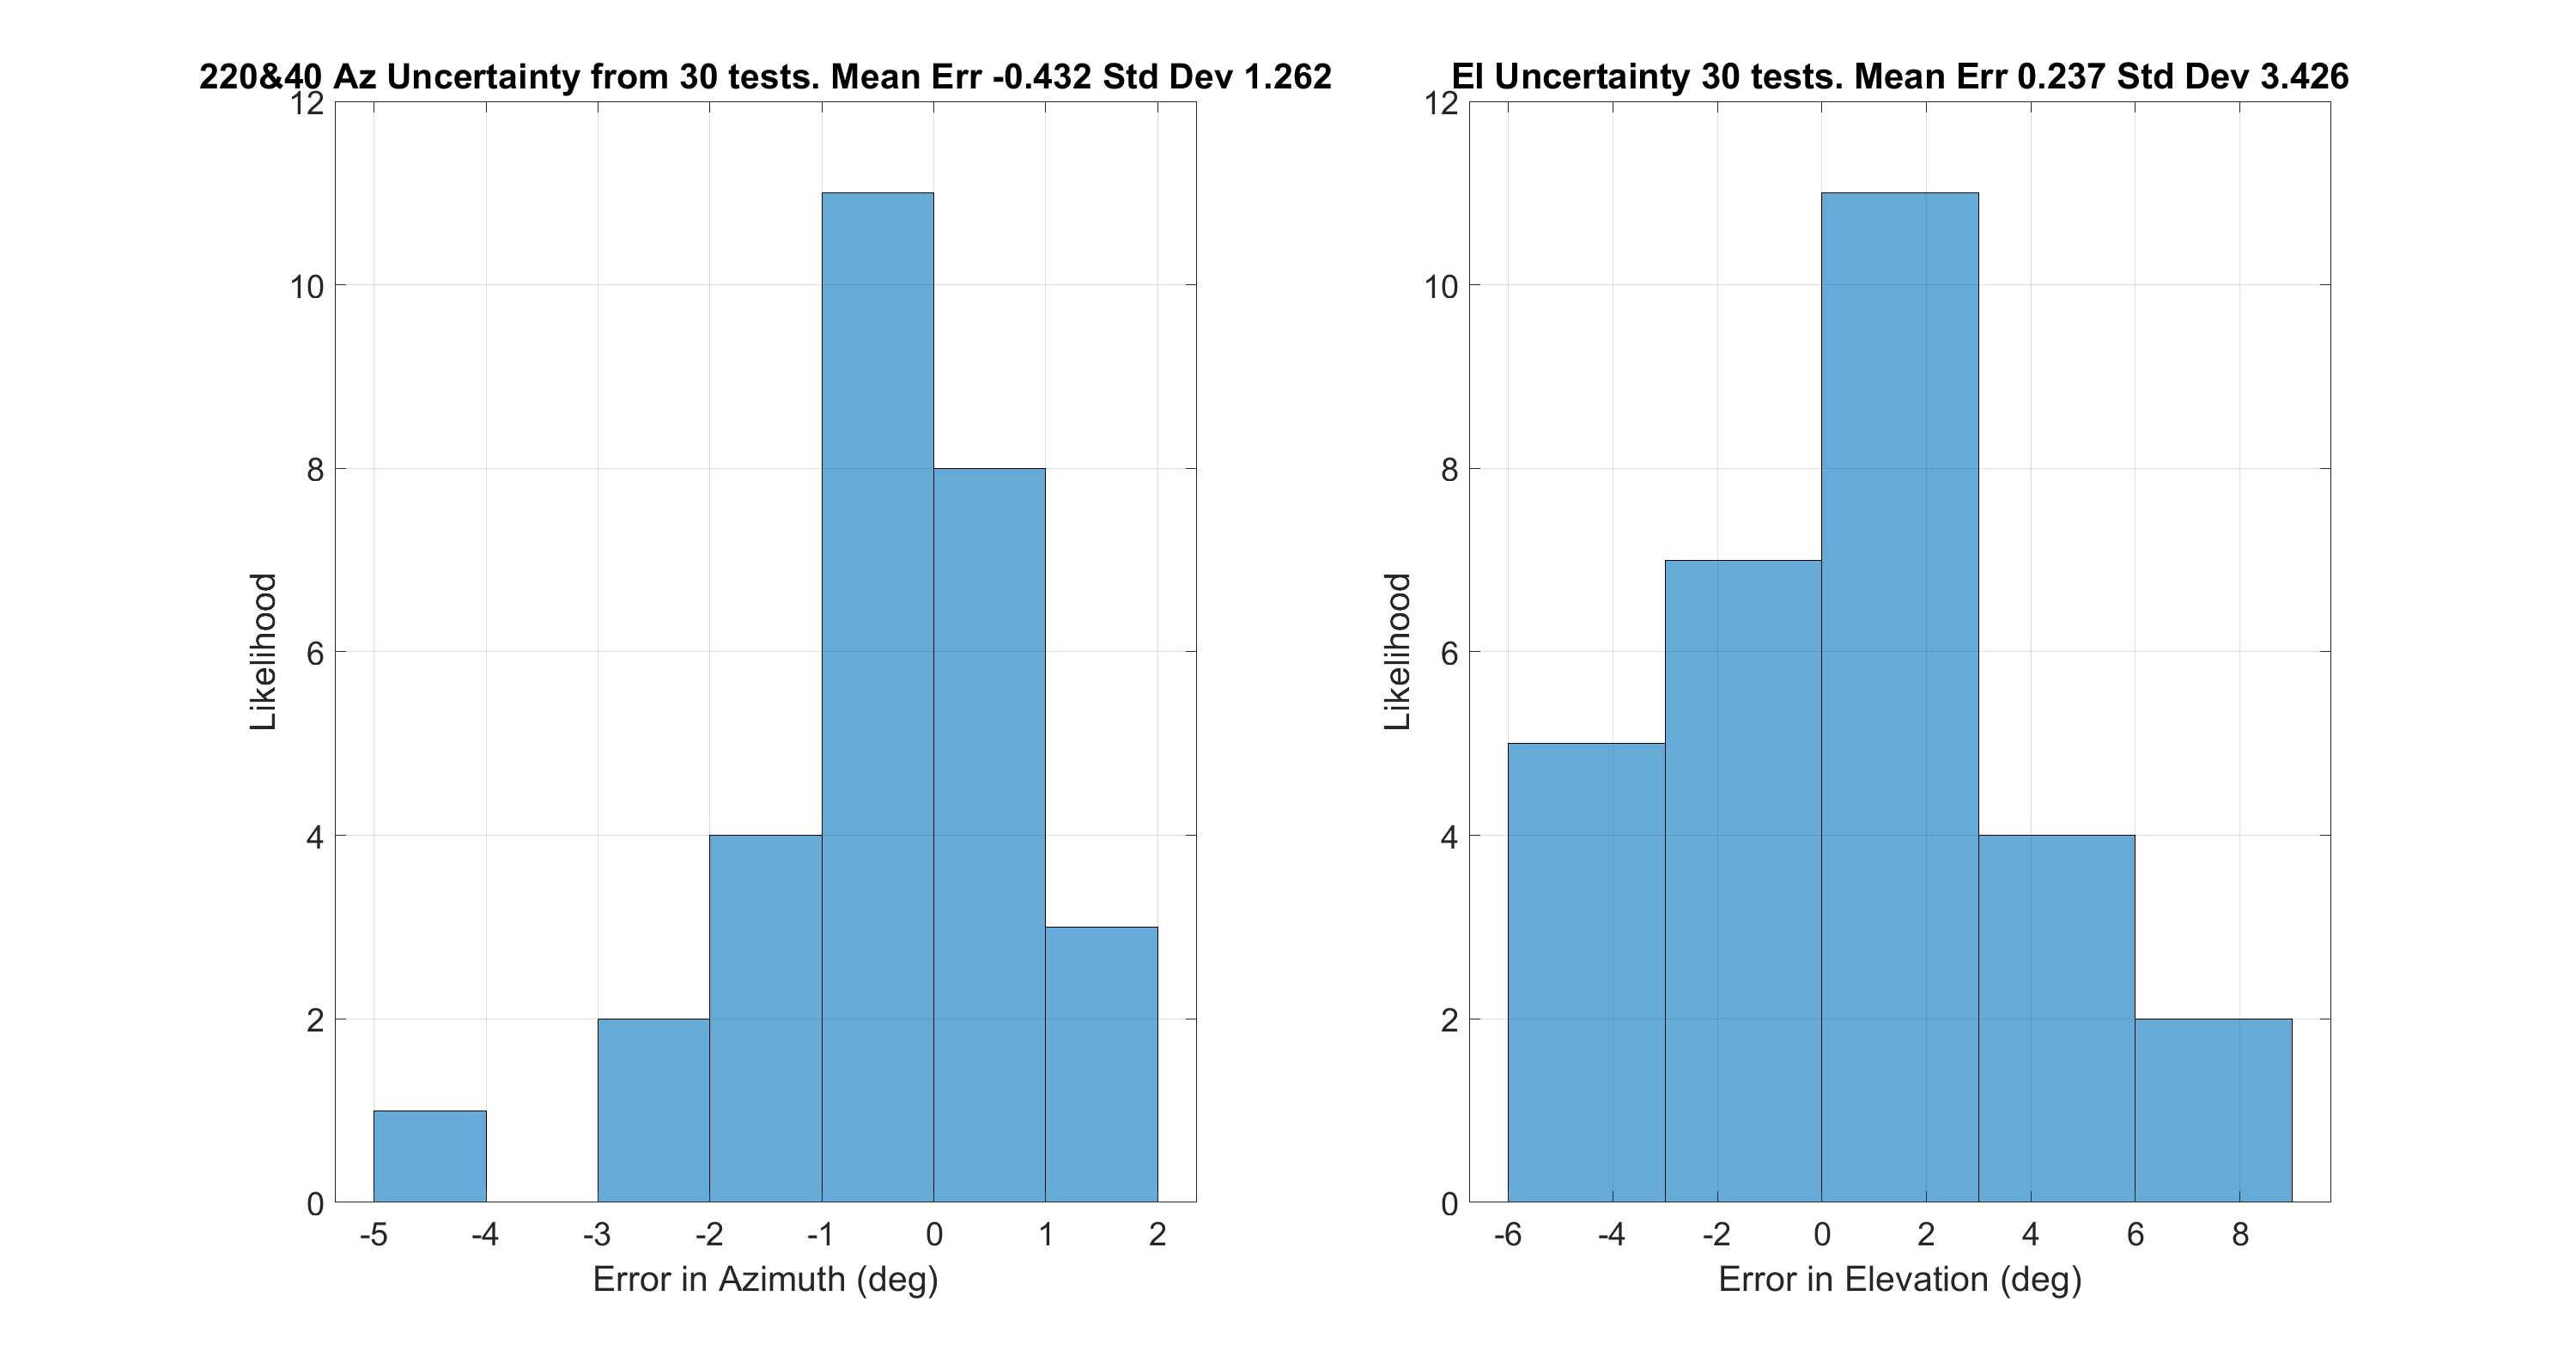 220&40 Az Uncertainty from 30 tests. Mean Err -0.432 Std Dev 1.262
12
10
8
6
4
2
0
Likelihood
-5 -4 -3 -2 -1 0 1 2
Error in Azimuth (deg)
El Uncertainty 30 tests. Mean Err 0.237 Std Dev 3.426
12
10
8
6
4
2
0
Likelihood
-6 -4 -2 0 2 4 6 8
Error in Elevation (deg)